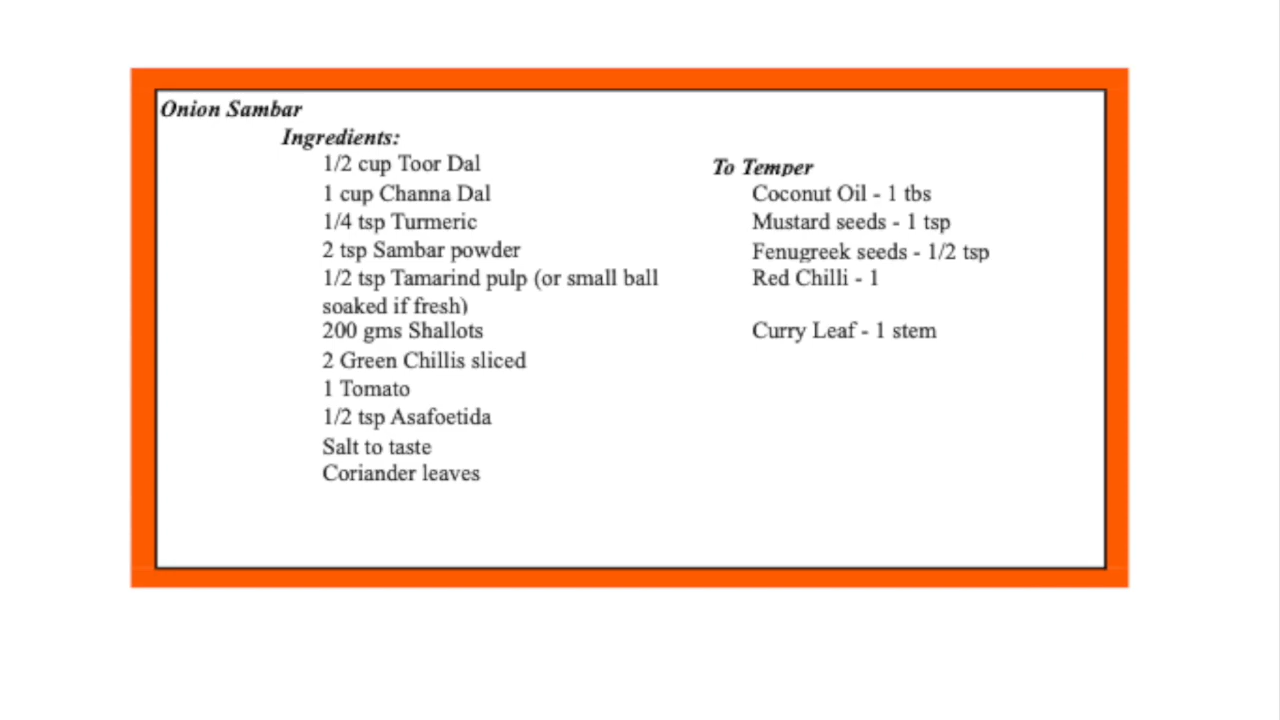 Onion Sambar
Ingredients:
1/2 cup Toor Dal
1 cup Channa Dal
1/4 tsp Turmeric
2 tsp Sambar powder
1/2 tsp Tamarind pulp (or small ball
soaked if fresh)
200 gms Shallots
2 Green Chillis sliced
1 Tomato
1/2 tsp Asafoetida
Salt to taste
Coriander leaves
To Temper
Coconut Oil - 1 tbs
Mustard seeds - 1 tsp
Fenugreek seeds - 1/2 tsp
Red Chilli - 1
Curry Leaf - 1 stem